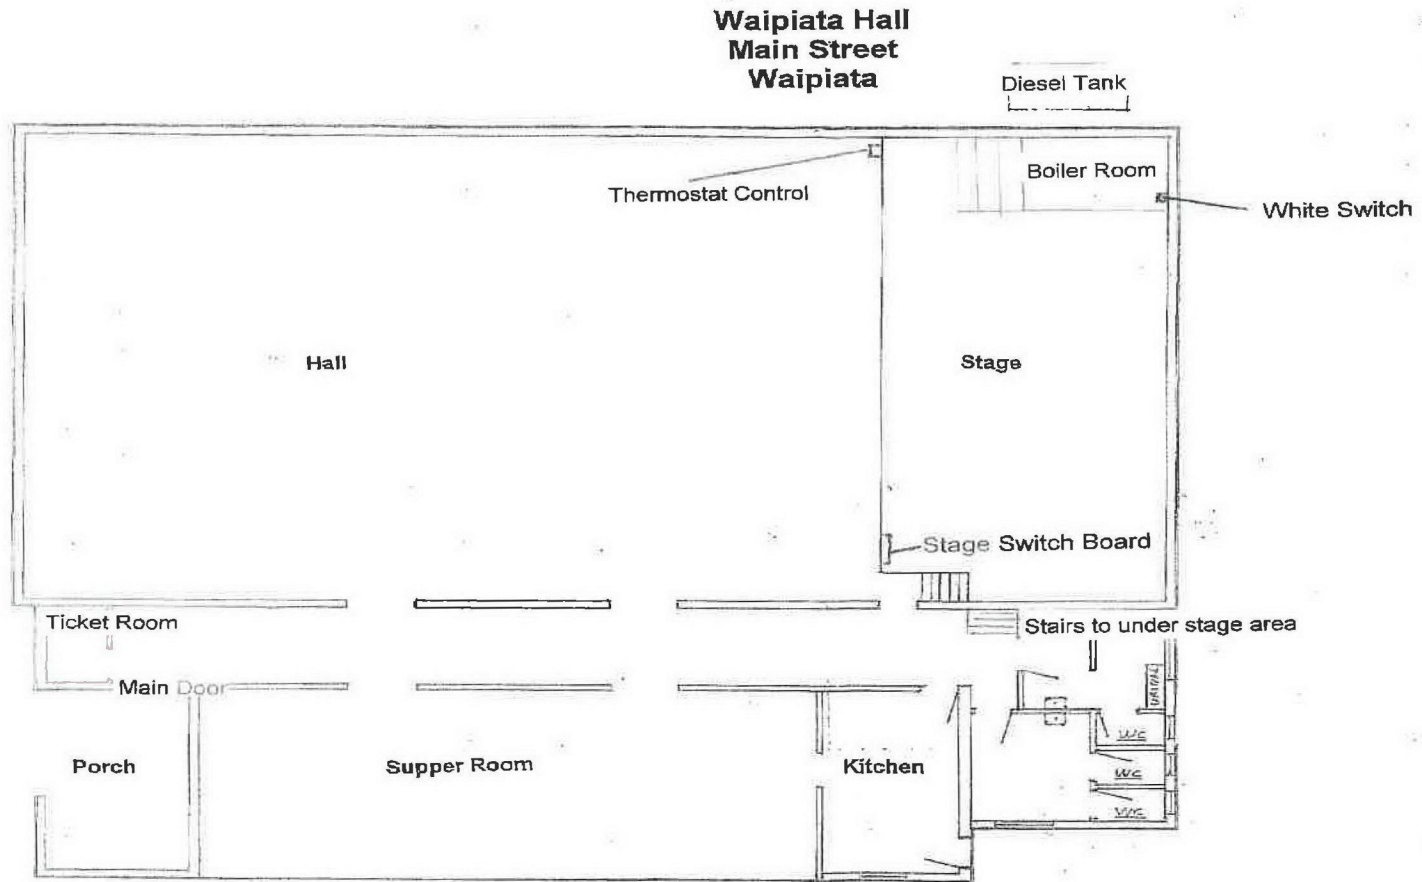 Waipiata Hall
Main Street
Waipiata
Diesel Tank
Boiler Room
Thermostat Control
White Switch
Hall
Stage
Stage Switch Board
Ticket Room
Stairs to under stage area
Main Door
URINAL
WC
Porch
Supper Room
Kitchen
WC
WC